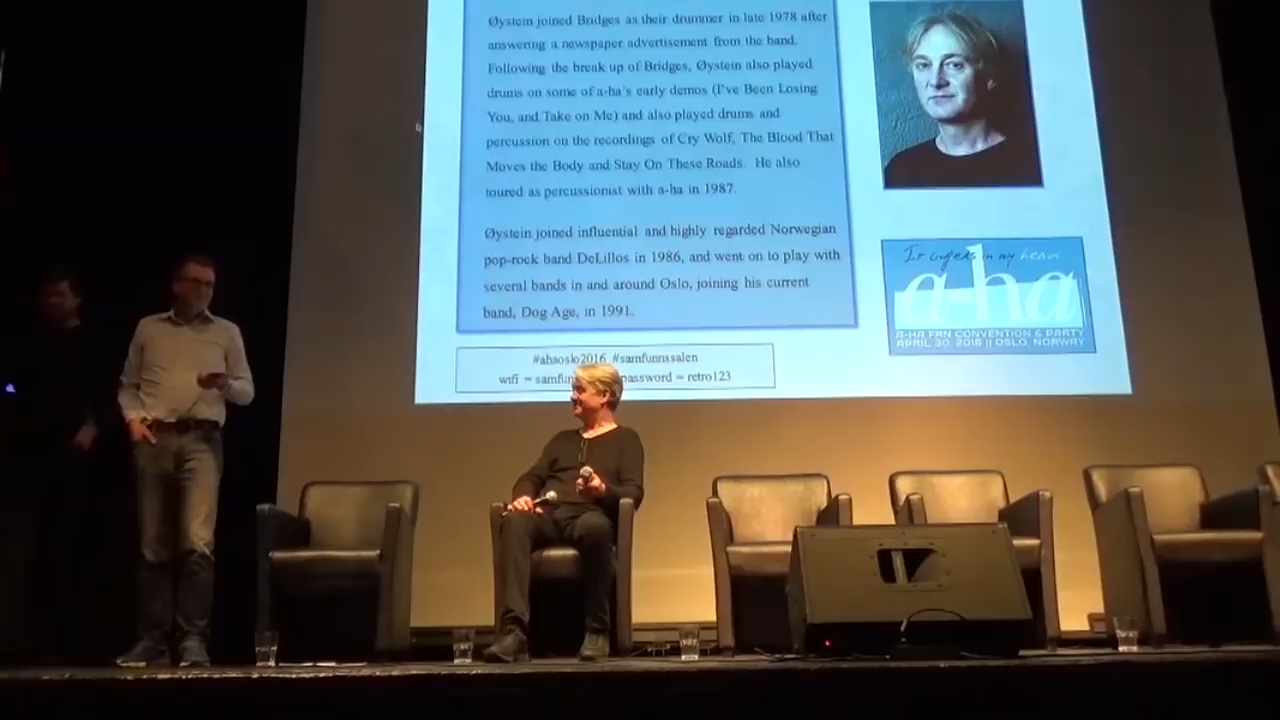 Øystein joined Bridges as their drummer in late 1978 after
answering a newspaper advertisement from the band.
Following the break up of Bridges, Øystein also played
drums on some of a-ha's early demos (I've Been Losing
You, and Take on Me) and also played drums and
percussion on the recordings of Cry Wolf, The Blood That
Moves the Body and Stay On These Roads. He also
toured as percussionist with a-ha in 1987.
Øystein joined influential and highly regarded Norwegian
pop-rock band DeLillos in 1986, and went on to play with
several bands in and around Oslo, joining his current
band, Dog Age, in 1991.
It lingers in my head
a-ha
A-HA FAN CONVENTION & PARTY
APRIL 30, 2016 || OSLO, NORWAY
#ahaoslo2016 #samfunnssalen
wifi = samfun password = retro123